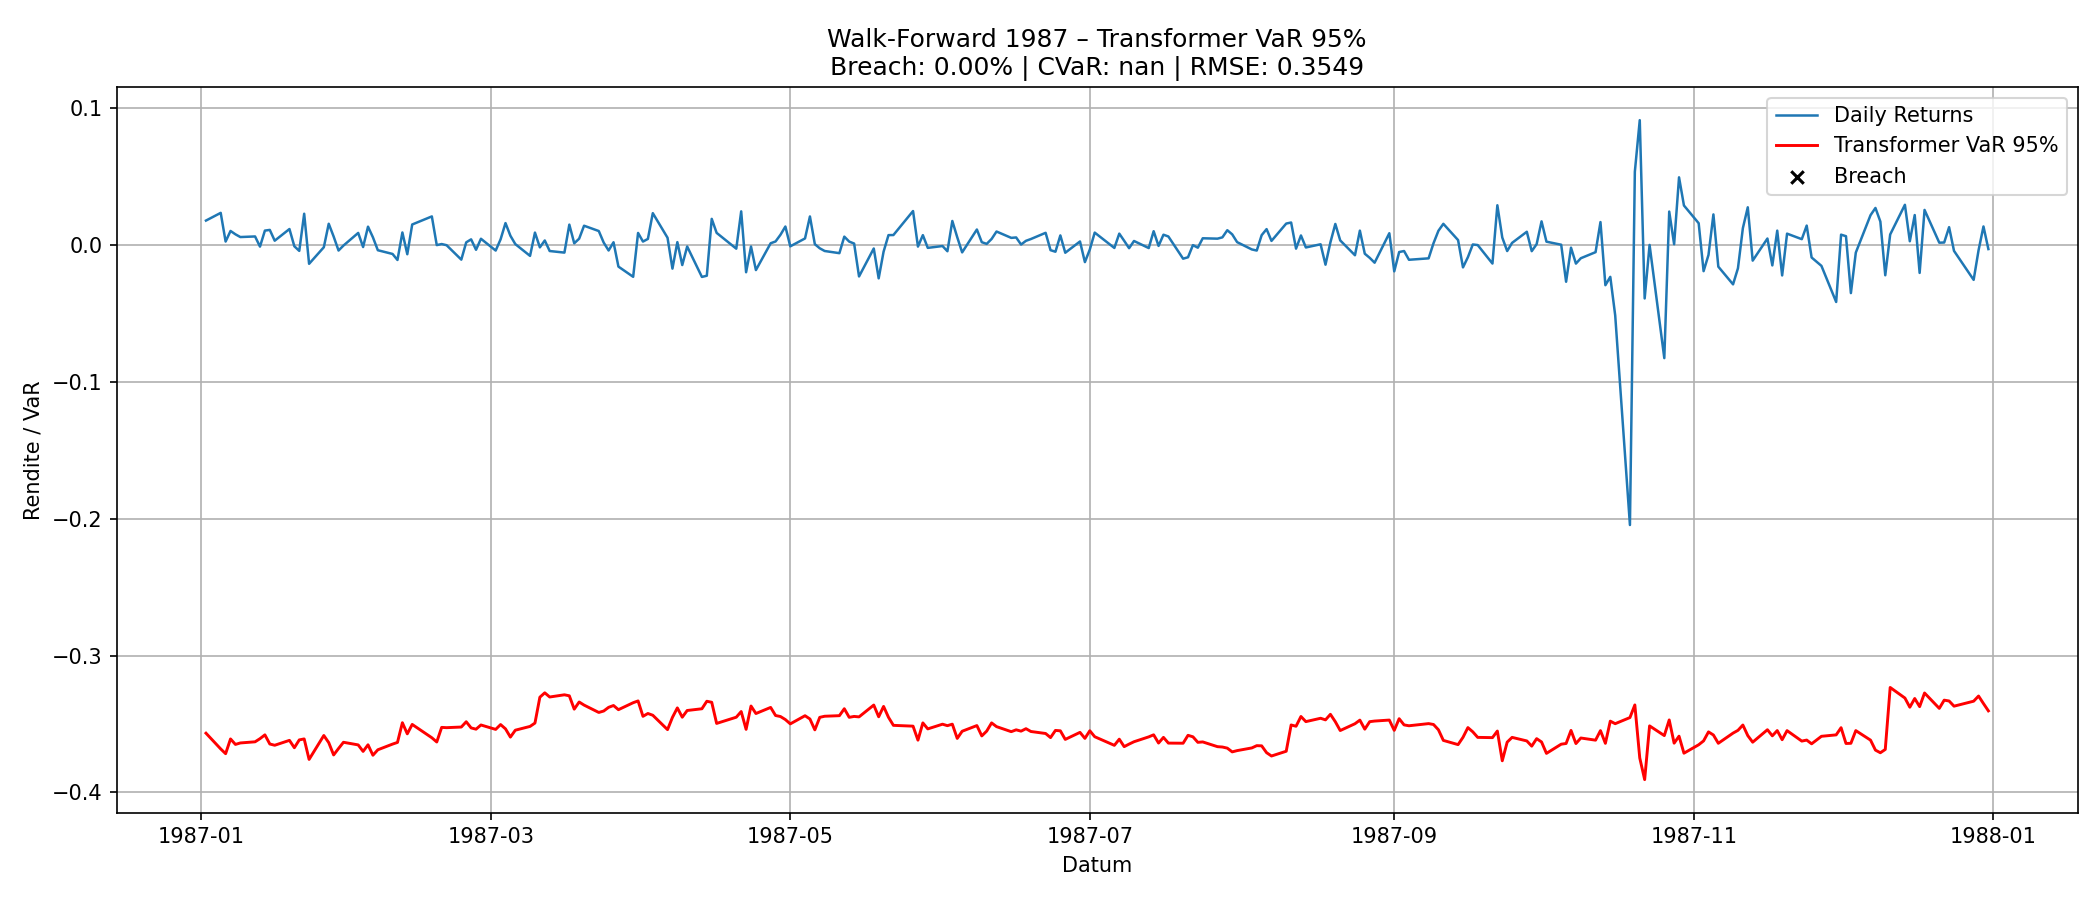 Walk-Forward 1987 – Transformer VaR 95%
Breach: 0.00% | CVaR: nan | RMSE: 0.3549
Daily Returns
Transformer VaR 95%
Breach
Rendite / VaR
0.1
0.0
−0.1
−0.2
−0.3
−0.4
1987-01
1987-03
1987-05
1987-07
1987-09
1987-11
1988-01
Datum